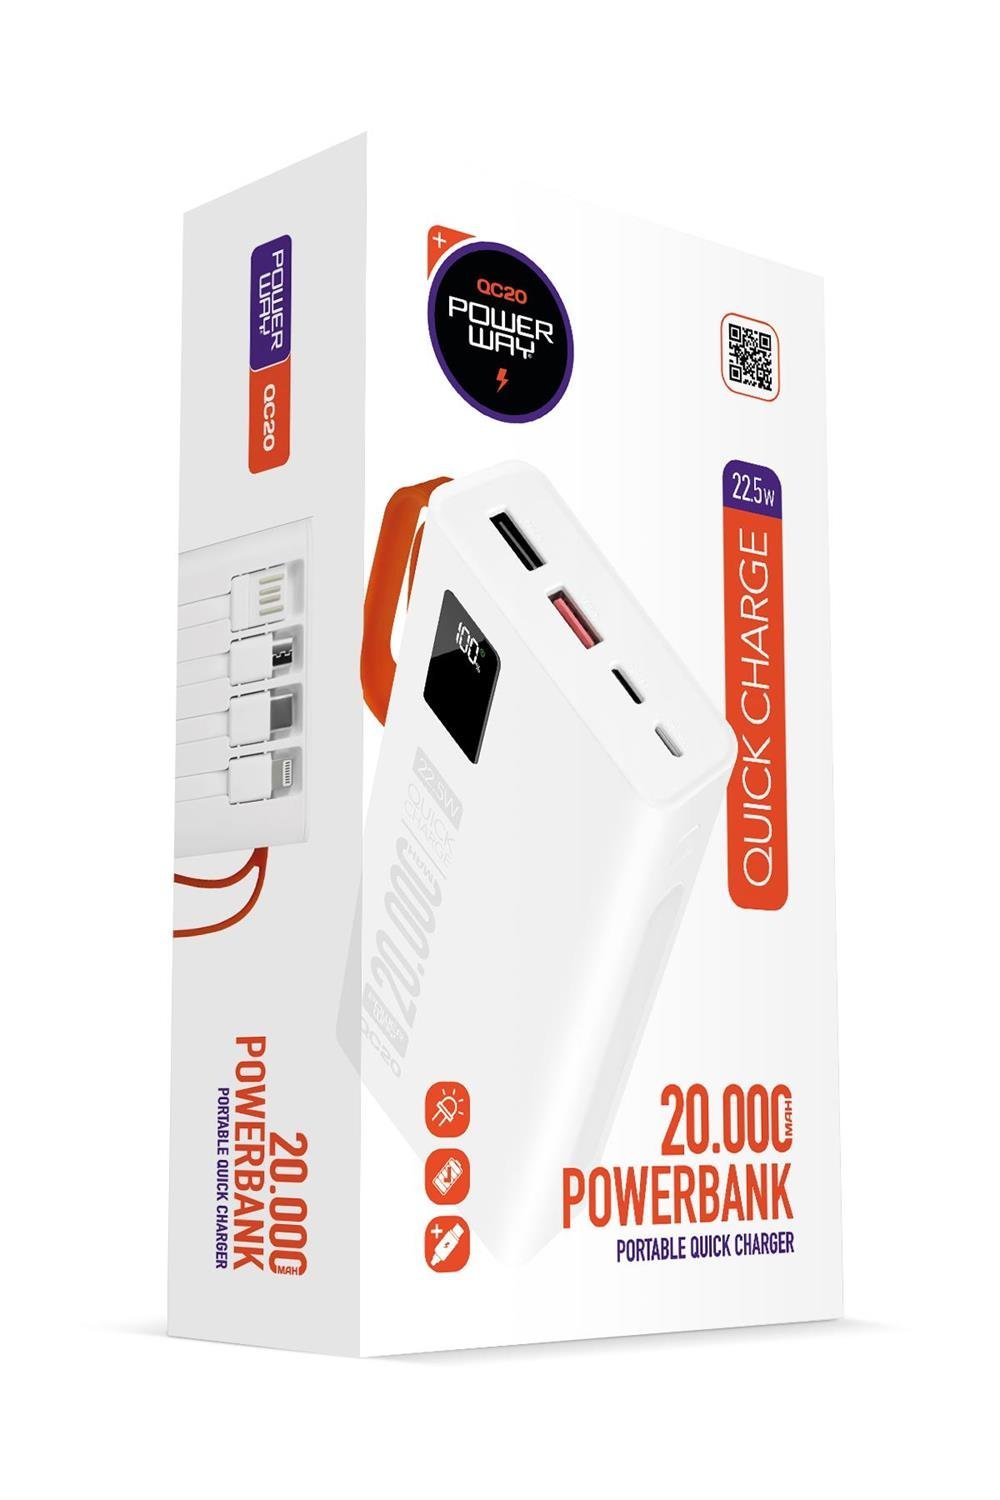 POWER
WAY
QC20
20.000
MAH
POWERBANK
PORTABLE QUICK CHARGER
QC20
POWER
WAY
22.5W
QUICK CHARGE
100%
22.5W
QUICK
CHARGE
20.000
MAH
QC20
20.000
MAH
POWERBANK
PORTABLE QUICK CHARGER